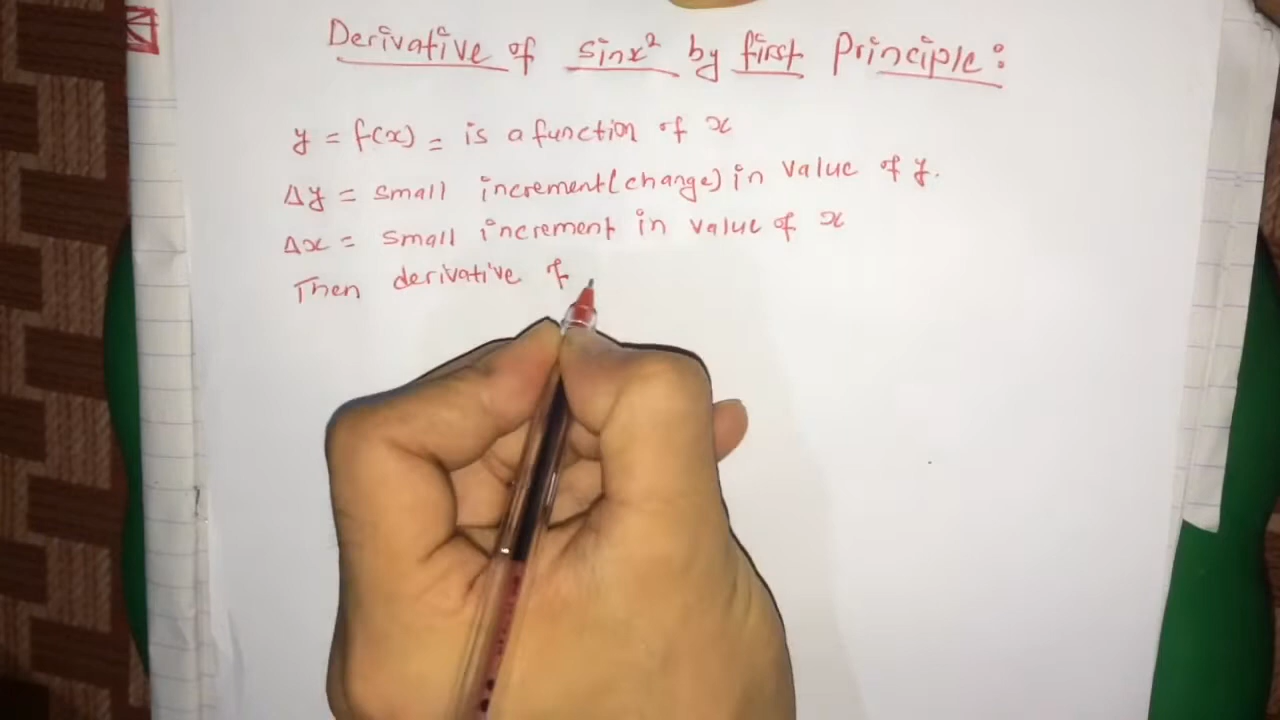 Derivative of sinx² by first Principle:
y = f(x) = is a function of x
Δy = small increment(change) in value of y.
Δx = small increment in value of x
Then derivative of